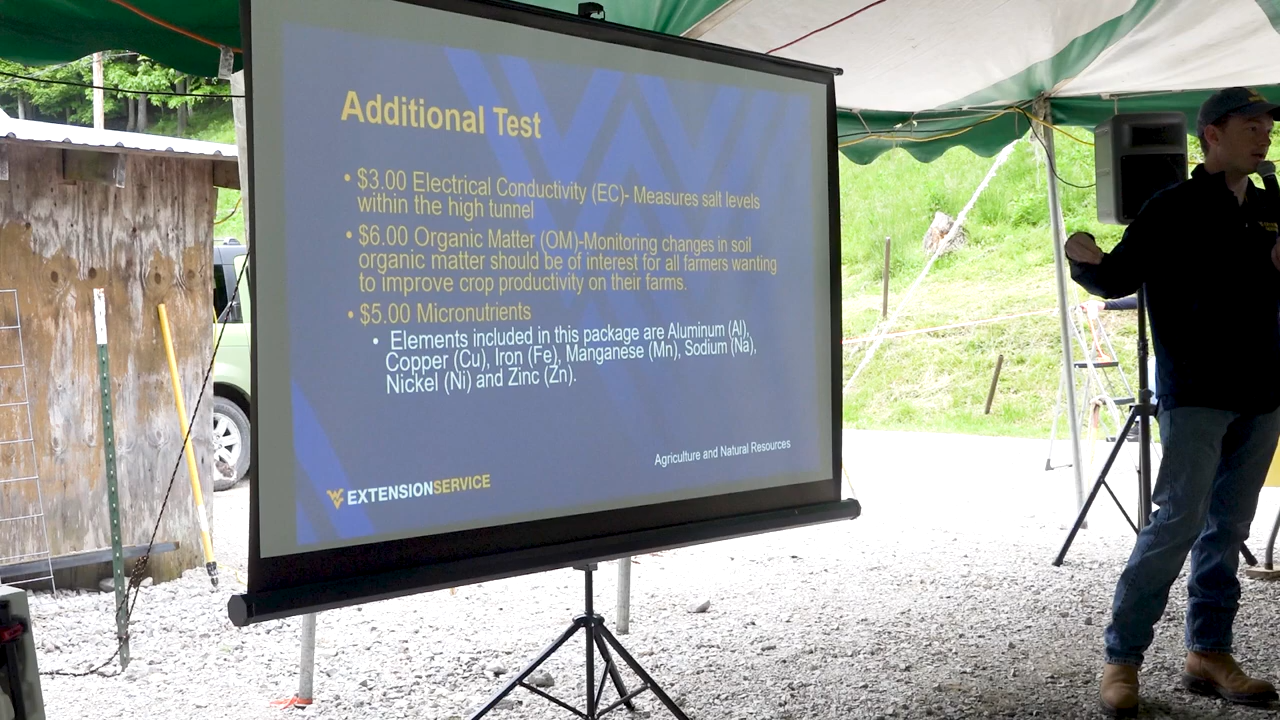 Additional Test
• $3.00 Electrical Conductivity (EC)- Measures salt levels
within the high tunnel
• $6.00 Organic Matter (OM)-Monitoring changes in soil
organic matter should be of interest for all farmers wanting
to improve crop productivity on their farms.
• $5.00 Micronutrients
• Elements included in this package are Aluminum (Al),
Copper (Cu), Iron (Fe), Manganese (Mn), Sodium (Na),
Nickel (Ni) and Zinc (Zn).
Agriculture and Natural Resources
EXTENSIONSERVICE